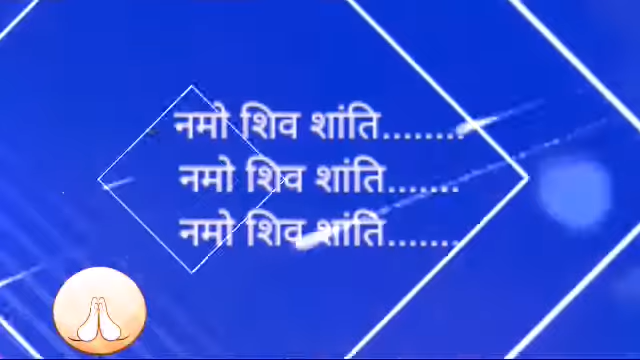 नमो शिव शांति........
नमो शिव शांति.......
नमो शिव शांति.......